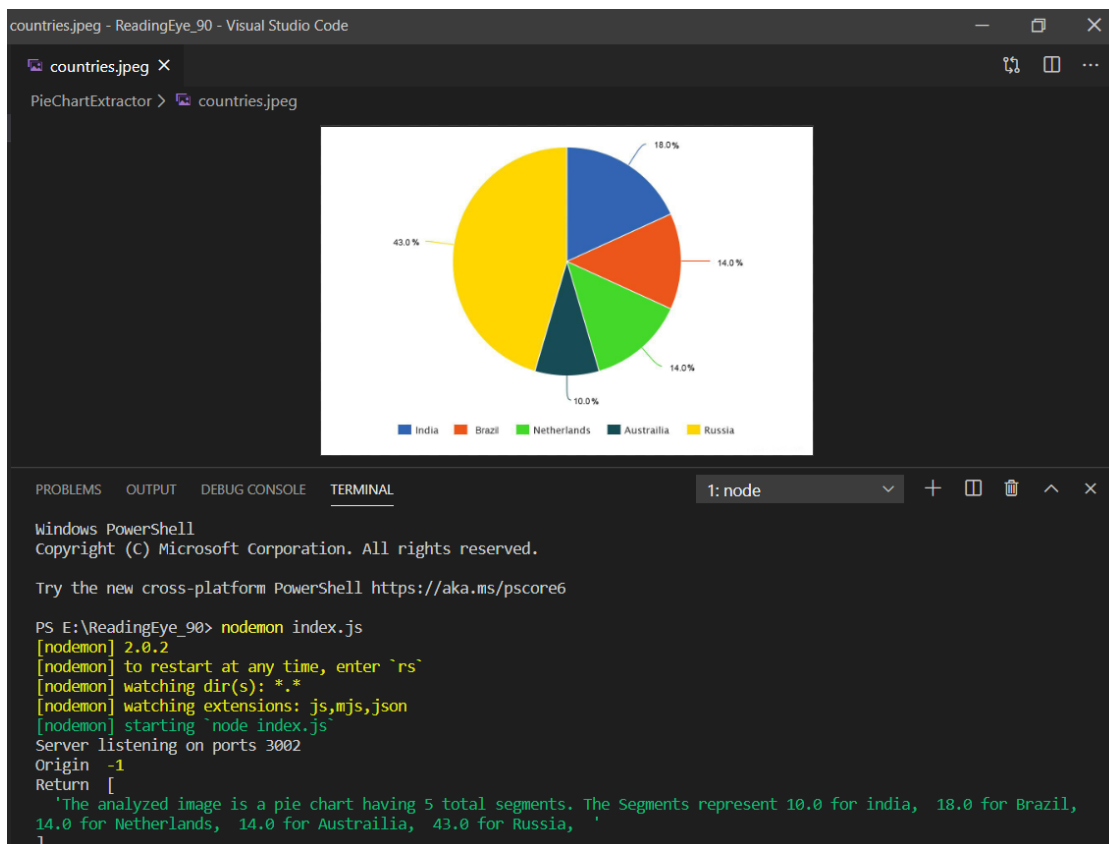 countries.jpeg - ReadingEye_90 - Visual Studio Code
countries.jpeg
PieChartExtractor > countries.jpeg
18.0%
43.0%
14.0%
14.0%
10.0%
India Brazil Netherlands Austrailia Russia
PROBLEMS OUTPUT DEBUG CONSOLE TERMINAL 1: node
Windows PowerShell
Copyright (C) Microsoft Corporation. All rights reserved.
Try the new cross-platform PowerShell https://aka.ms/pscore6
PS E:\ReadingEye_90> nodemon index.js
[nodemon] 2.0.2
[nodemon] to restart at any time, enter `rs`
[nodemon] watching dir(s): *.*
[nodemon] watching extensions: js,mjs,json
[nodemon] starting `node index.js`
Server listening on ports 3002
Origin -1
Return [
'The analyzed image is a pie chart having 5 total segments. The Segments represent 10.0 for india, 18.0 for Brazil,
14.0 for Netherlands, 14.0 for Austrailia, 43.0 for Russia, '
]